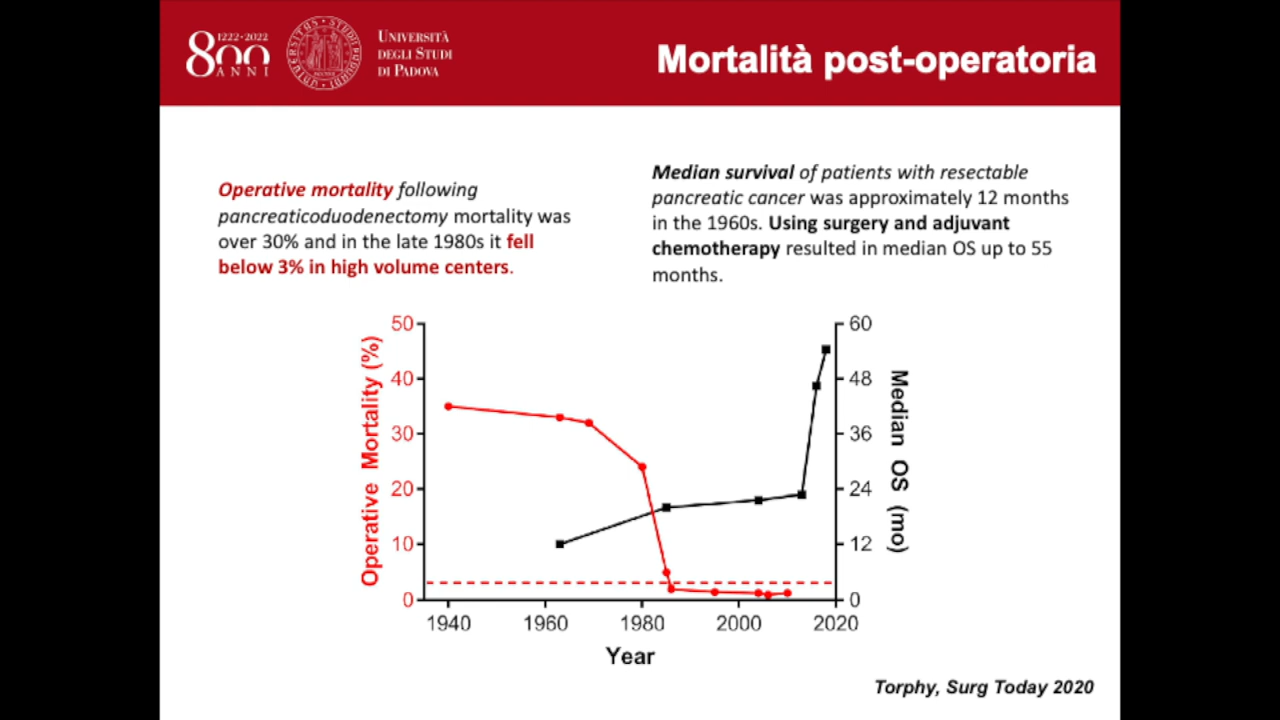 800
1222·2022
ANNI
UNIVERSITÀ
DEGLI STUDI
DI PADOVA
Mortalità post-operatoria
Operative mortality following
pancreaticoduodenectomy mortality was
over 30% and in the late 1980s it fell
below 3% in high volume centers.
Median survival of patients with resectable
pancreatic cancer was approximately 12 months
in the 1960s. Using surgery and adjuvant
chemotherapy resulted in median OS up to 55
months.
Operative Mortality (%)
50
40
30
20
10
0
60
48
36
24
12
0
Median OS (mo)
1940
1960
1980
2000
2020
Year
Torphy, Surg Today 2020